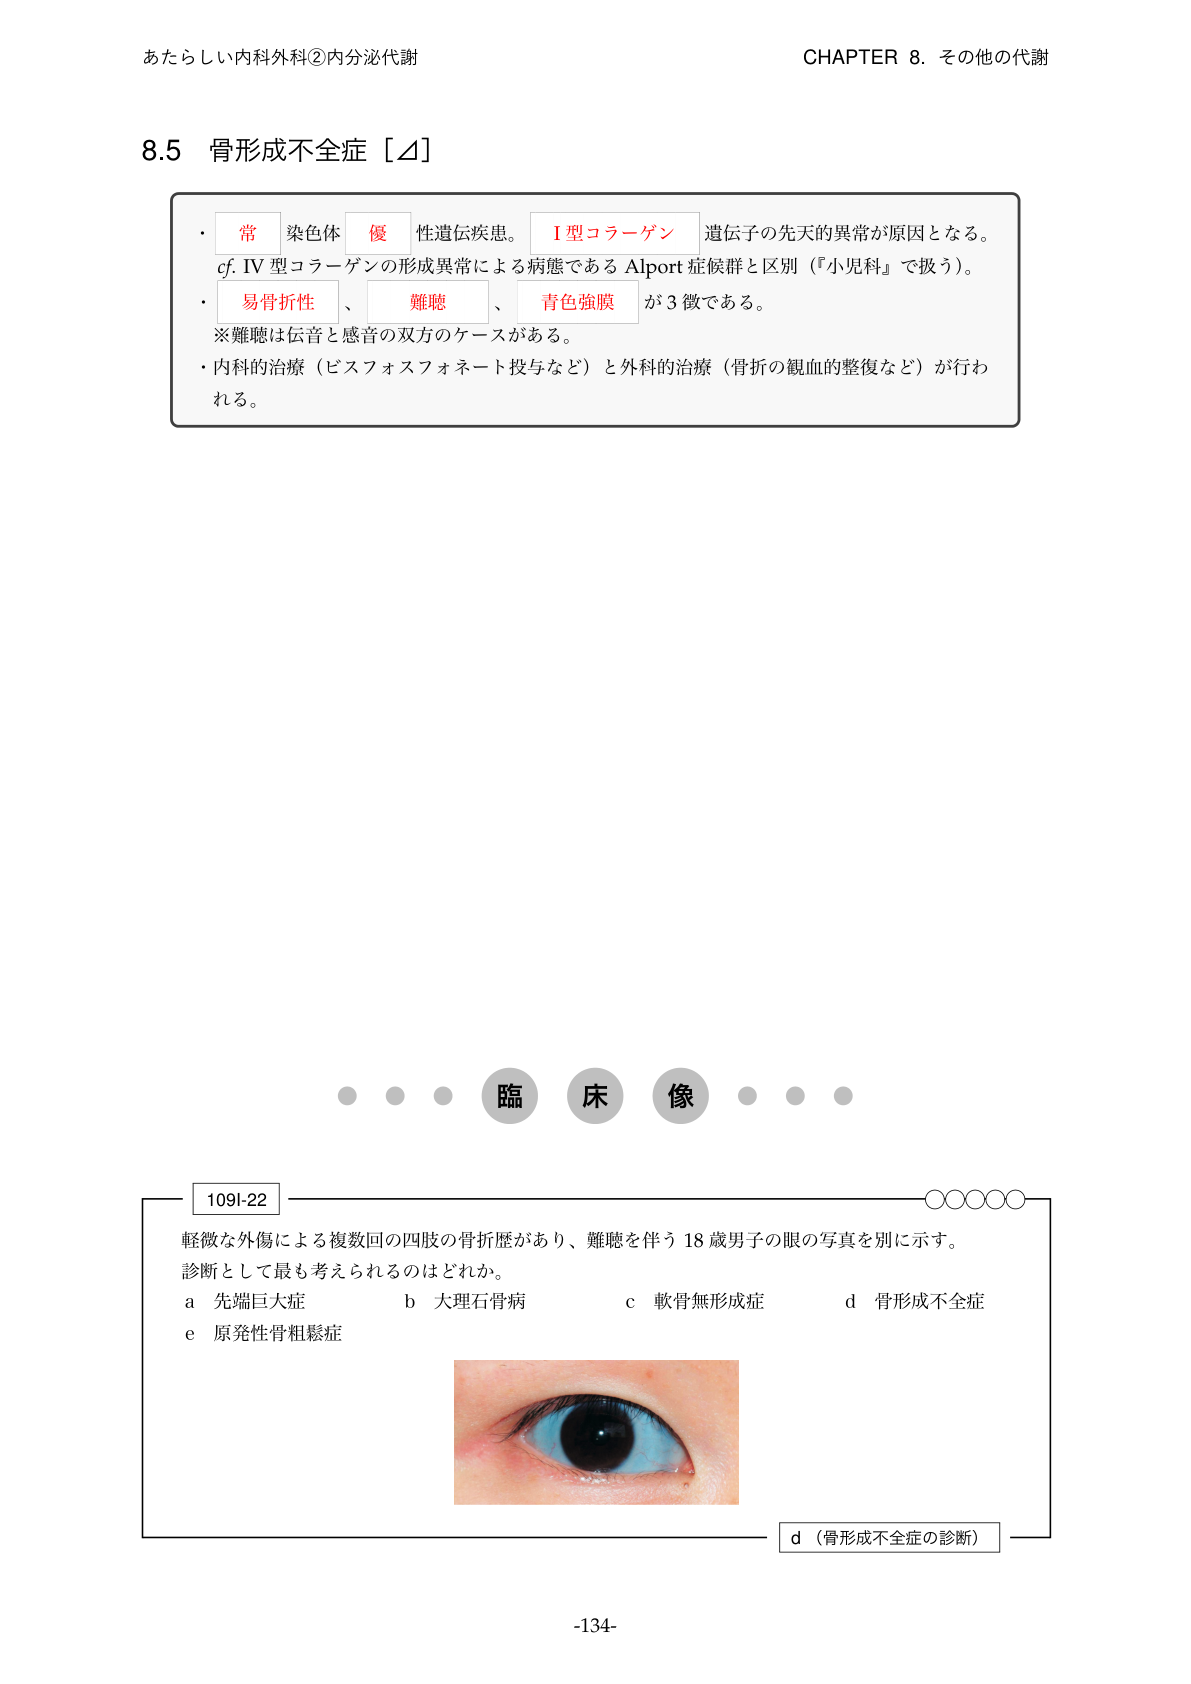 あたらしい内科外科②内分泌代謝
CHAPTER 8. その他の代謝
8.5 骨形成不全症［⊿］
・ 常 染色体 優 性遺伝疾患。 I 型コラーゲン 遺伝子の先天的異常が原因となる。
cf. IV 型コラーゲンの形成異常による病態である Alport 症候群と区別（『小児科』で扱う）。
・ 易骨折性 、 難聴 、 青色強膜 が 3 徴である。
※難聴は伝音と感音の双方のケースがある。
・内科的治療（ビスフォスフォネート投与など）と外科的治療（骨折の観血的整復など）が行わ
れる。
臨 床 像
109I-22
軽微な外傷による複数回の四肢の骨折歴があり、難聴を伴う 18 歳男子の眼の写真を別に示す。
診断として最も考えられるのはどれか。
a 先端巨大症 b 大理石骨病 c 軟骨無形成症 d 骨形成不全症
e 原発性骨粗鬆症
d （骨形成不全症の診断）
-134-